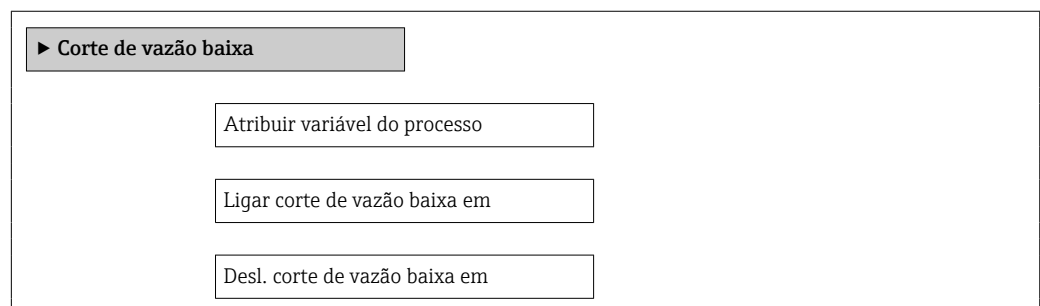 ▶ Corte de vazão baixa
Atribuir variável do processo
Ligar corte de vazão baixa em
Desl. corte de vazão baixa em